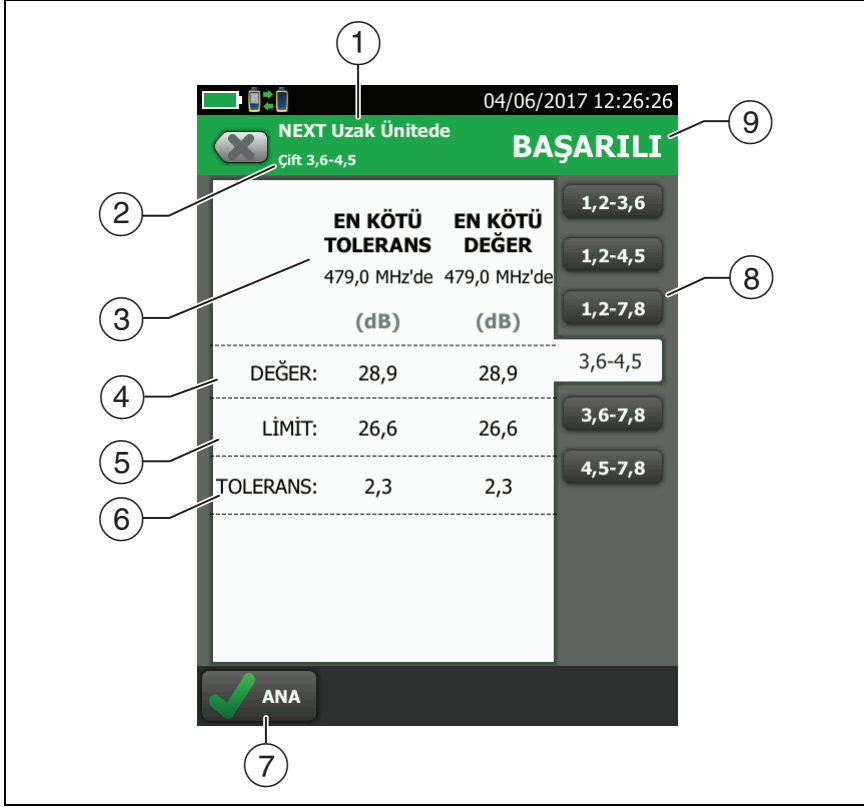 1
04/06/2017 12:26:26
NEXT Uzak Ünitede
BAŞARILI
9
Çift 3,6-4,5
2
EN KÖTÜ TOLERANS
EN KÖTÜ DEĞER
479,0 MHz'de
479,0 MHz'de
(dB)
(dB)
3
DEĞER: 28,9 28,9
4
LİMİT: 26,6 26,6
5
TOLERANS: 2,3 2,3
6
1,2-3,6
1,2-4,5
1,2-7,8
3,6-4,5
3,6-7,8
4,5-7,8
8
ANA
7